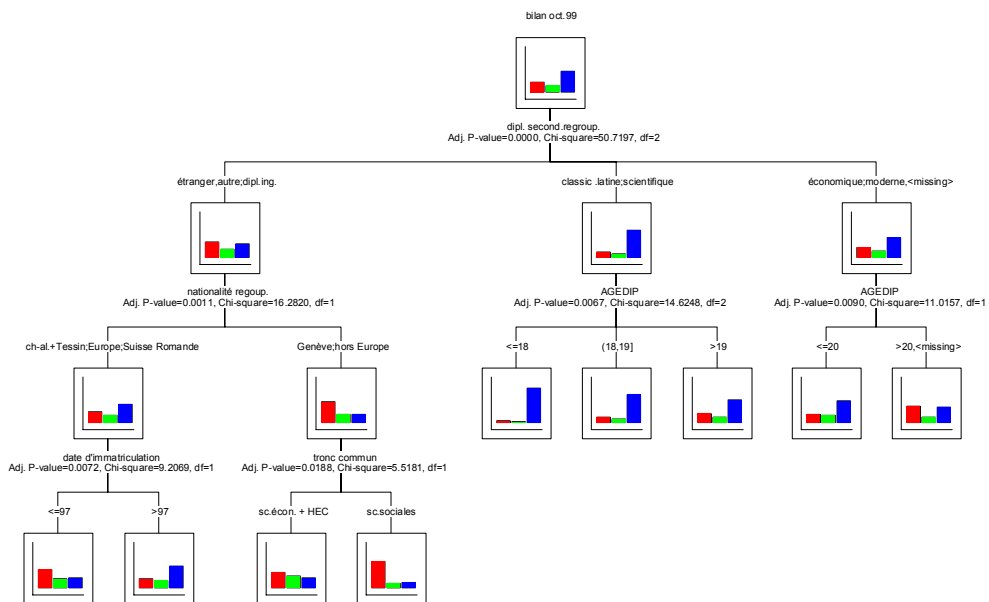 bilan oct.99
dipl. second.regroup.
Adj. P-value=0.0000, Chi-square=50.7197, df=2
étranger,autre;dipl.ing.
classic .latine;scientifique
économique;moderne,<missing>
nationalité regoup.
Adj. P-value=0.0011, Chi-square=16.2820, df=1
AGEDIP
Adj. P-value=0.0067, Chi-square=14.6248, df=2
AGEDIP
Adj. P-value=0.0090, Chi-square=11.0157, df=1
ch-al.+Tessin;Europe;Suisse Romande
Genève;hors Europe
<=18
(18,19]
>19
<=20
>20,<missing>
date d'immatriculation
Adj. P-value=0.0072, Chi-square=9.2069, df=1
tronc commun
Adj. P-value=0.0188, Chi-square=5.5181, df=1
<=97
>97
sc.écon. + HEC
sc.sociales